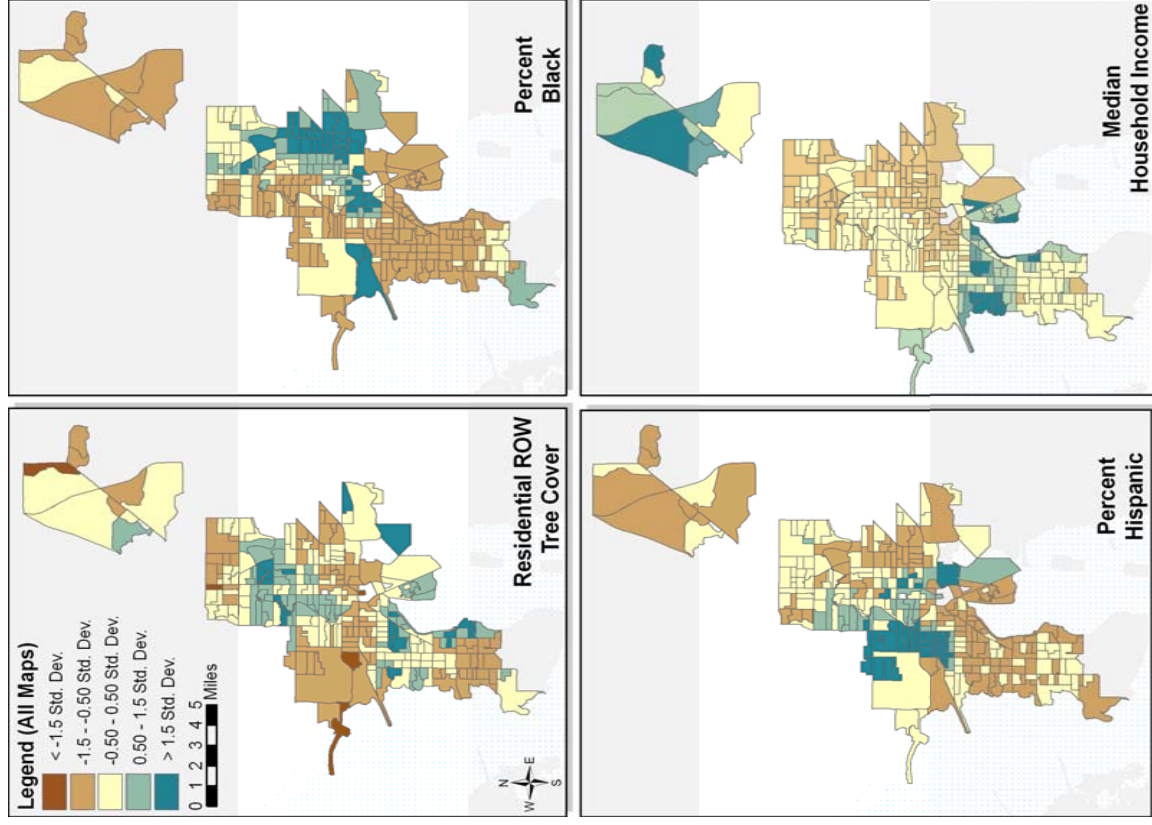 Legend (All Maps)
< -1.5 Std. Dev.
-1.5 - -0.50 Std. Dev.
-0.50 - 0.50 Std. Dev.
0.50 - 1.5 Std. Dev.
> 1.5 Std. Dev.
0 1 2 3 4 5
Miles
N
W E
S
Residential ROW
Tree Cover
Percent
Black
Percent
Hispanic
Median
Household Income